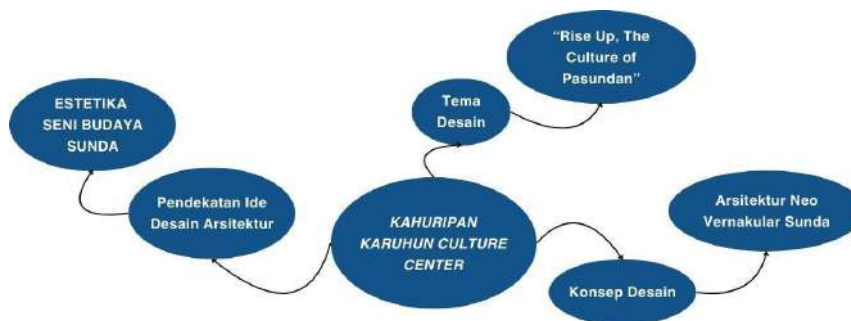 "Rise Up, The
Culture of
Pasundan"
Tema
Desain
ESTETIKA
SENI BUDAYA
SUNDA
Pendekatan Ide
Desain Arsitektur
KAHURIPAN
KARUHUN CULTURE
CENTER
Arsitektur Neo
Vernakular Sunda
Konsep Desain